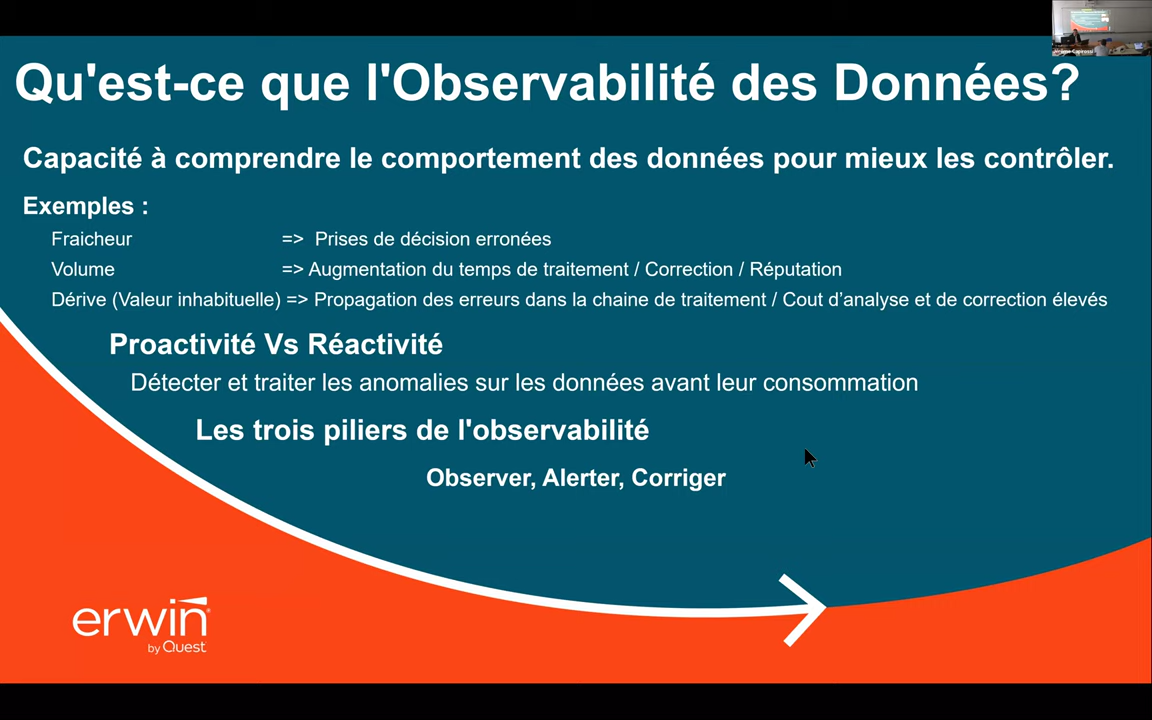 Qu'est-ce que l'Observabilité des Données?
Capacité à comprendre le comportement des données pour mieux les contrôler.
Exemples :
Fraicheur => Prises de décision erronées
Volume => Augmentation du temps de traitement / Correction / Réputation
Dérive (Valeur inhabituelle) => Propagation des erreurs dans la chaine de traitement / Cout d’analyse et de correction élevés
Proactivité Vs Réactivité
Détecter et traiter les anomalies sur les données avant leur consommation
Les trois piliers de l'observabilité
Observer, Alerter, Corriger
erwin®
by Quest